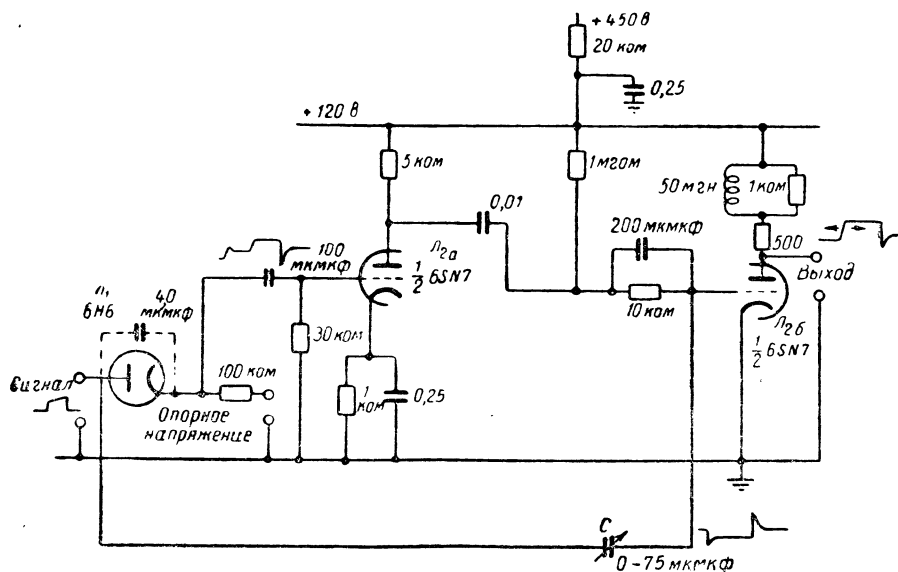 + 450 в
20 ком
0,25
+ 120 в
5 ком
1 мгом
50 мгн
1 ком
0,01
200 мкмкф
500
100
мкмкф
Л2а
1/2 6SN7
10 ком
Выход
Л2б
1/2 6SN7
6Н6
40
мкмкф
30 ком
Сигнал
100 ком
Опорное
напряжение
1
ком
0,25
С
0-75 мкмкф